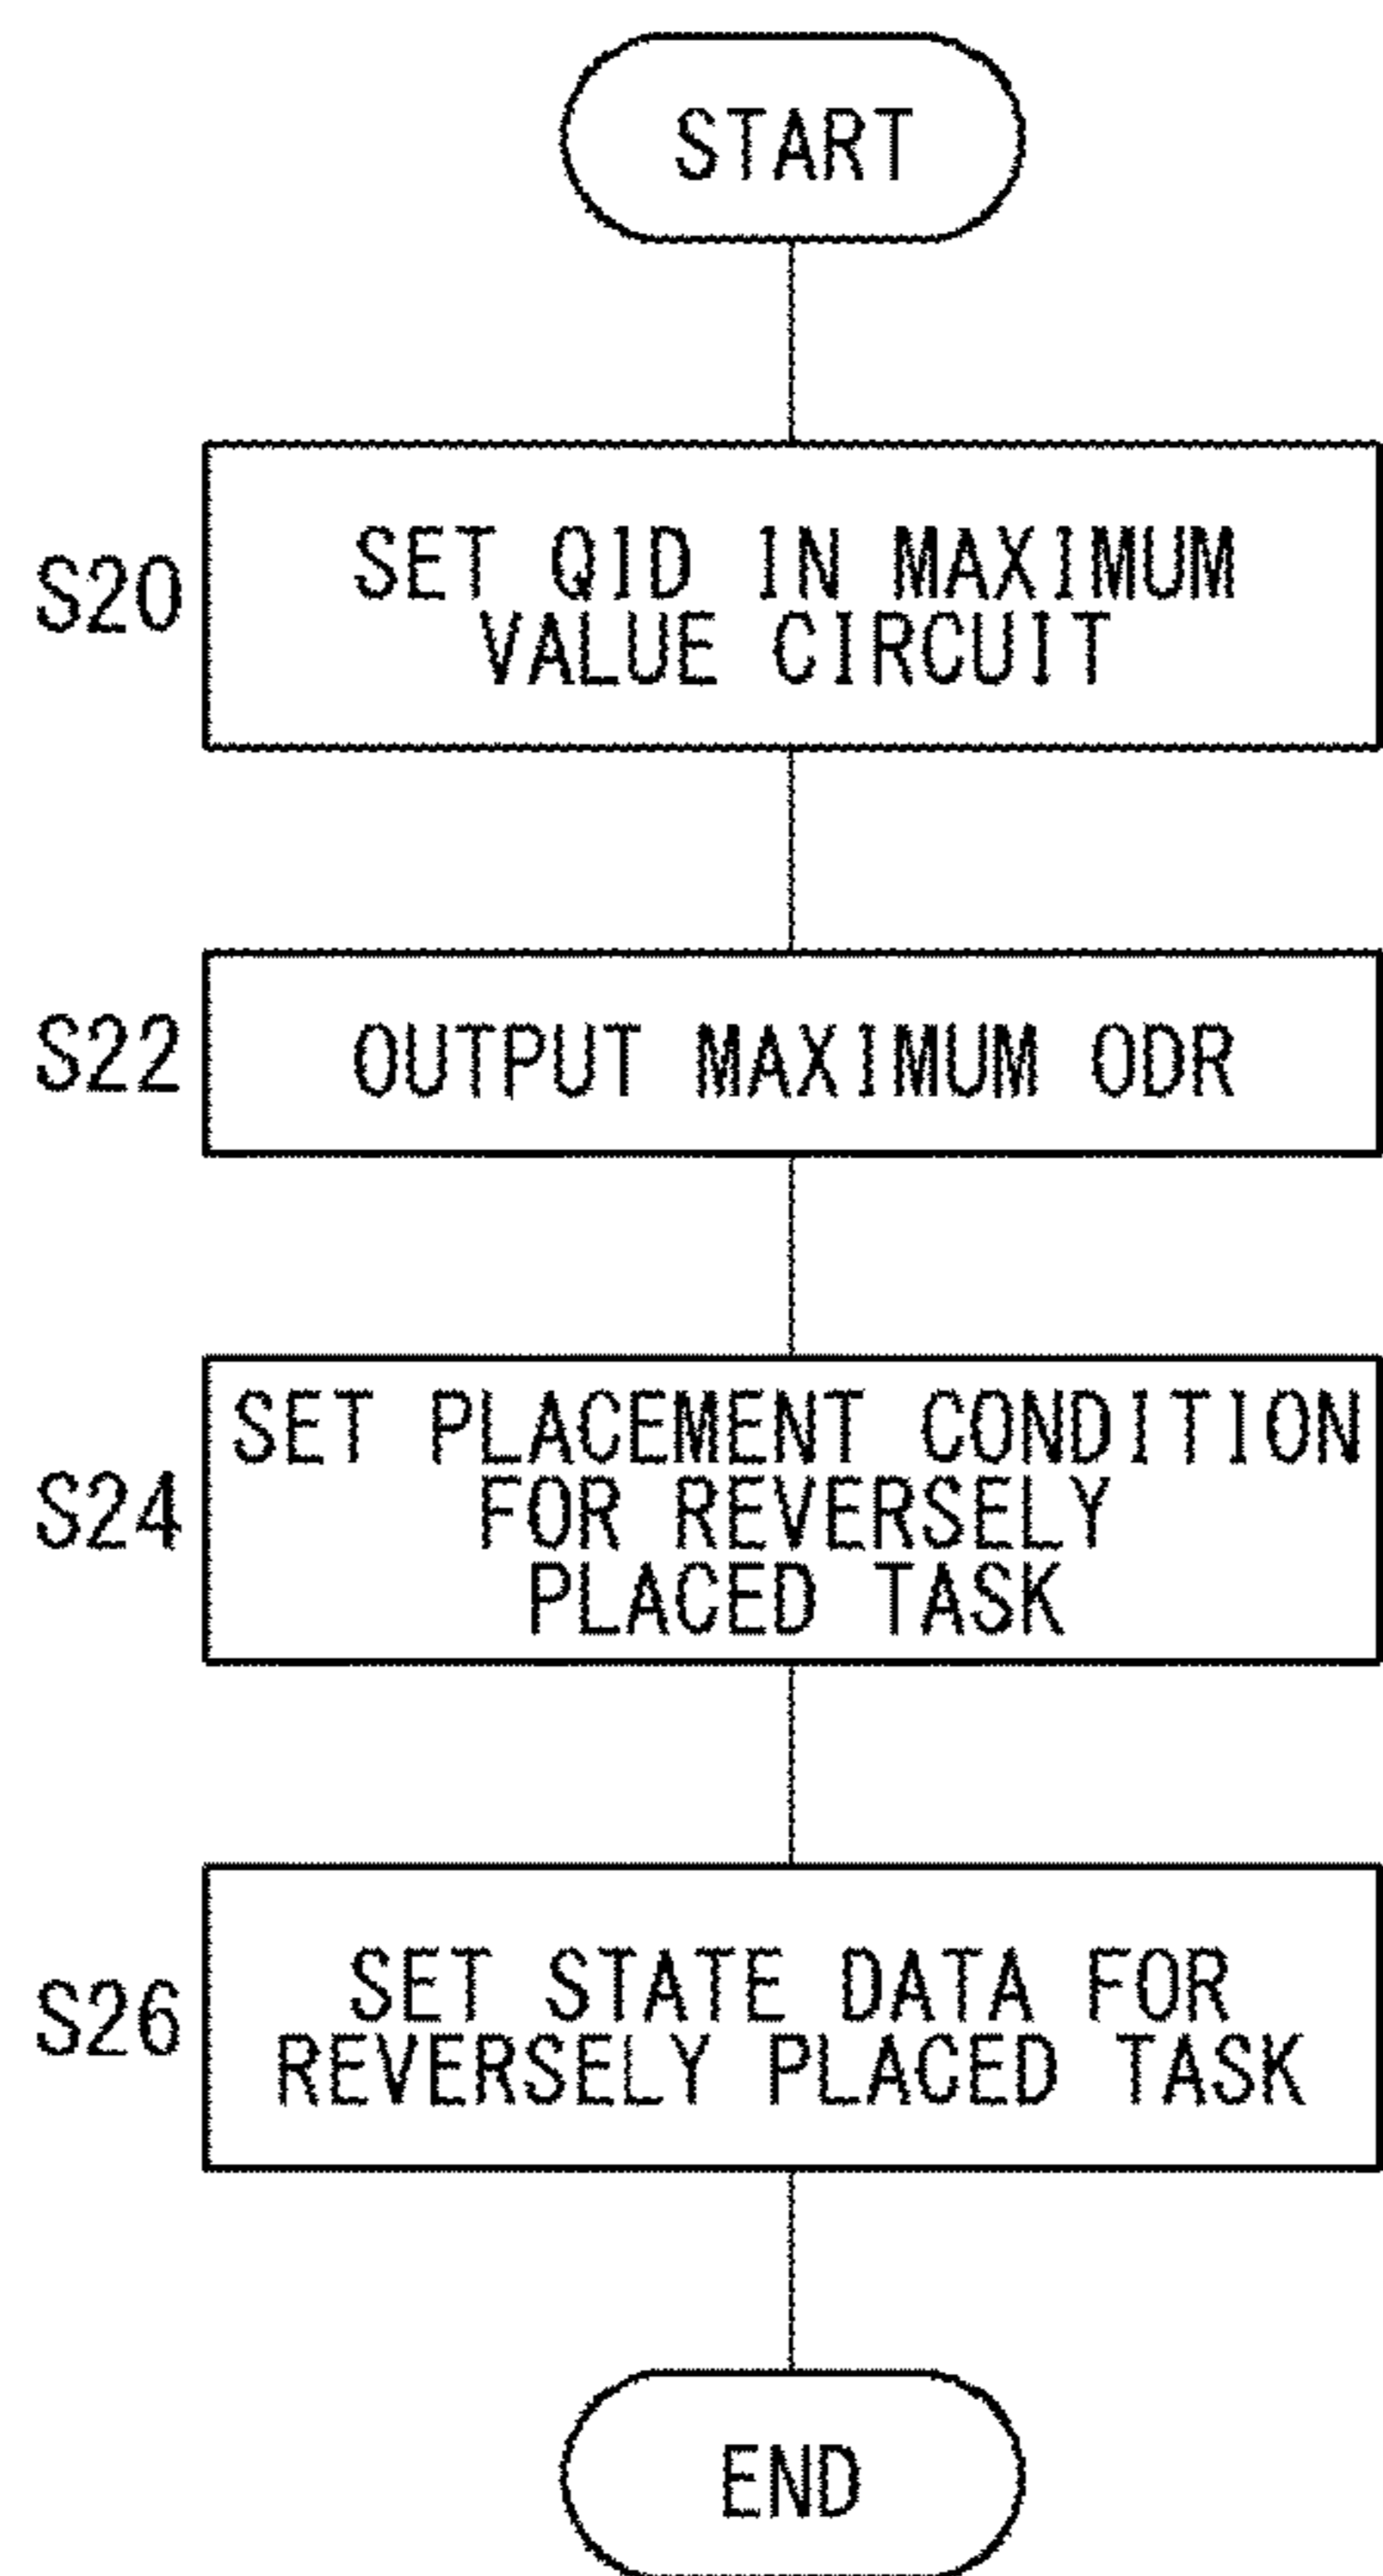 START
S20
SET QID IN MAXIMUM
VALUE CIRCUIT
S22
OUTPUT MAXIMUM ODR
S24
SET PLACEMENT CONDITION
FOR REVERSELY
PLACED TASK
S26
SET STATE DATA FOR
REVERSELY PLACED TASK
END